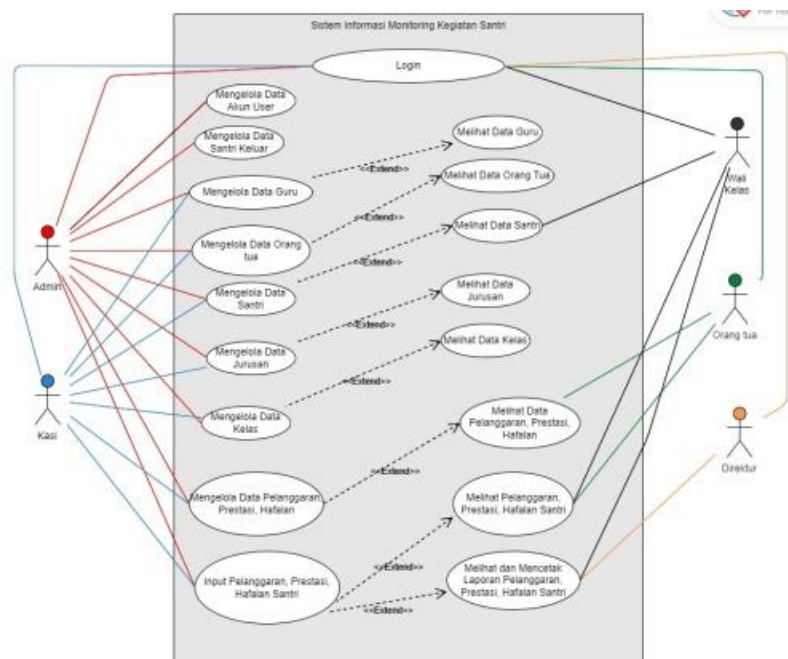 Sistem Informasi Monitoring Kegiatan Santri
Login
Mengelola Data
Akun User
Mengelola Data
Santri Keluar
Mengelola Data Guru
Mengelola Data Orang
tua
Mengelola Data
Santri
Mengelola Data
Jurusan
Mengelola Data
Kelas
Mengelola Data Pelanggaran,
Prestasi, Hafalan
Input Pelanggaran, Prestasi,
Hafalan Santri
Melihat Data Guru
<<Extend>>
Melihat Data Orang Tua
<<Extend>>
Melihat Data Santri
<<Extend>>
Melihat Data
Jurusan
<<Extend>>
Melihat Data Kelas
<<Extend>>
Melihat Data
Pelanggaran, Prestasi,
Hafalan
<<Extend>>
Melihat Pelanggaran,
Prestasi, Hafalan Santri
<<Extend>>
Melihat dan Mencetak
Laporan Pelanggaran,
Prestasi, Hafalan Santri
<<Extend>>
Admin
Kasi
Wali
Kelas
Orang tua
Direktur